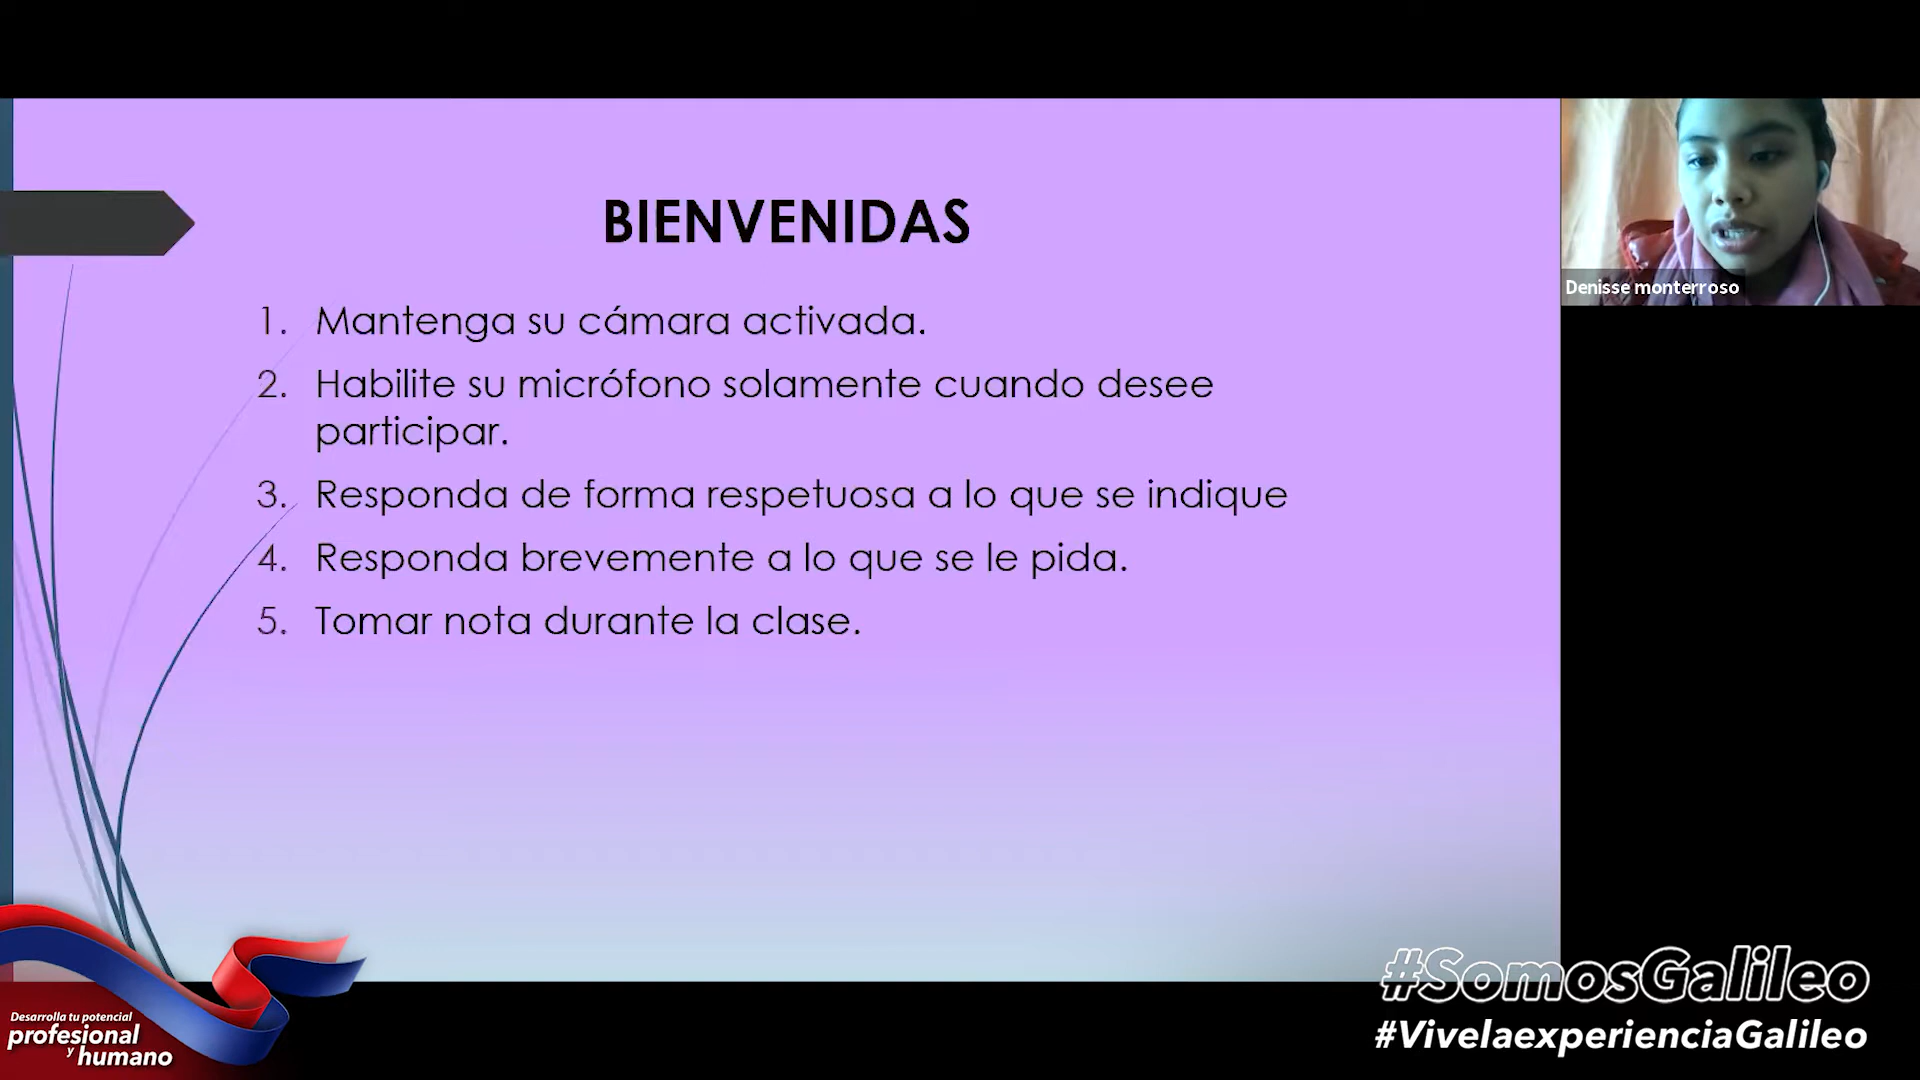 BIENVENIDAS
1. Mantenga su cámara activada.
2. Habilite su micrófono solamente cuando desee
participar.
3. Responda de forma respetuosa a lo que se indique
4. Responda brevemente a lo que se le pida.
5. Tomar nota durante la clase.
Denisse monterroso
Desarrolla tu potencial
profesional
y humano
#SomosGalileo
#VivelaexperienciaGalileo